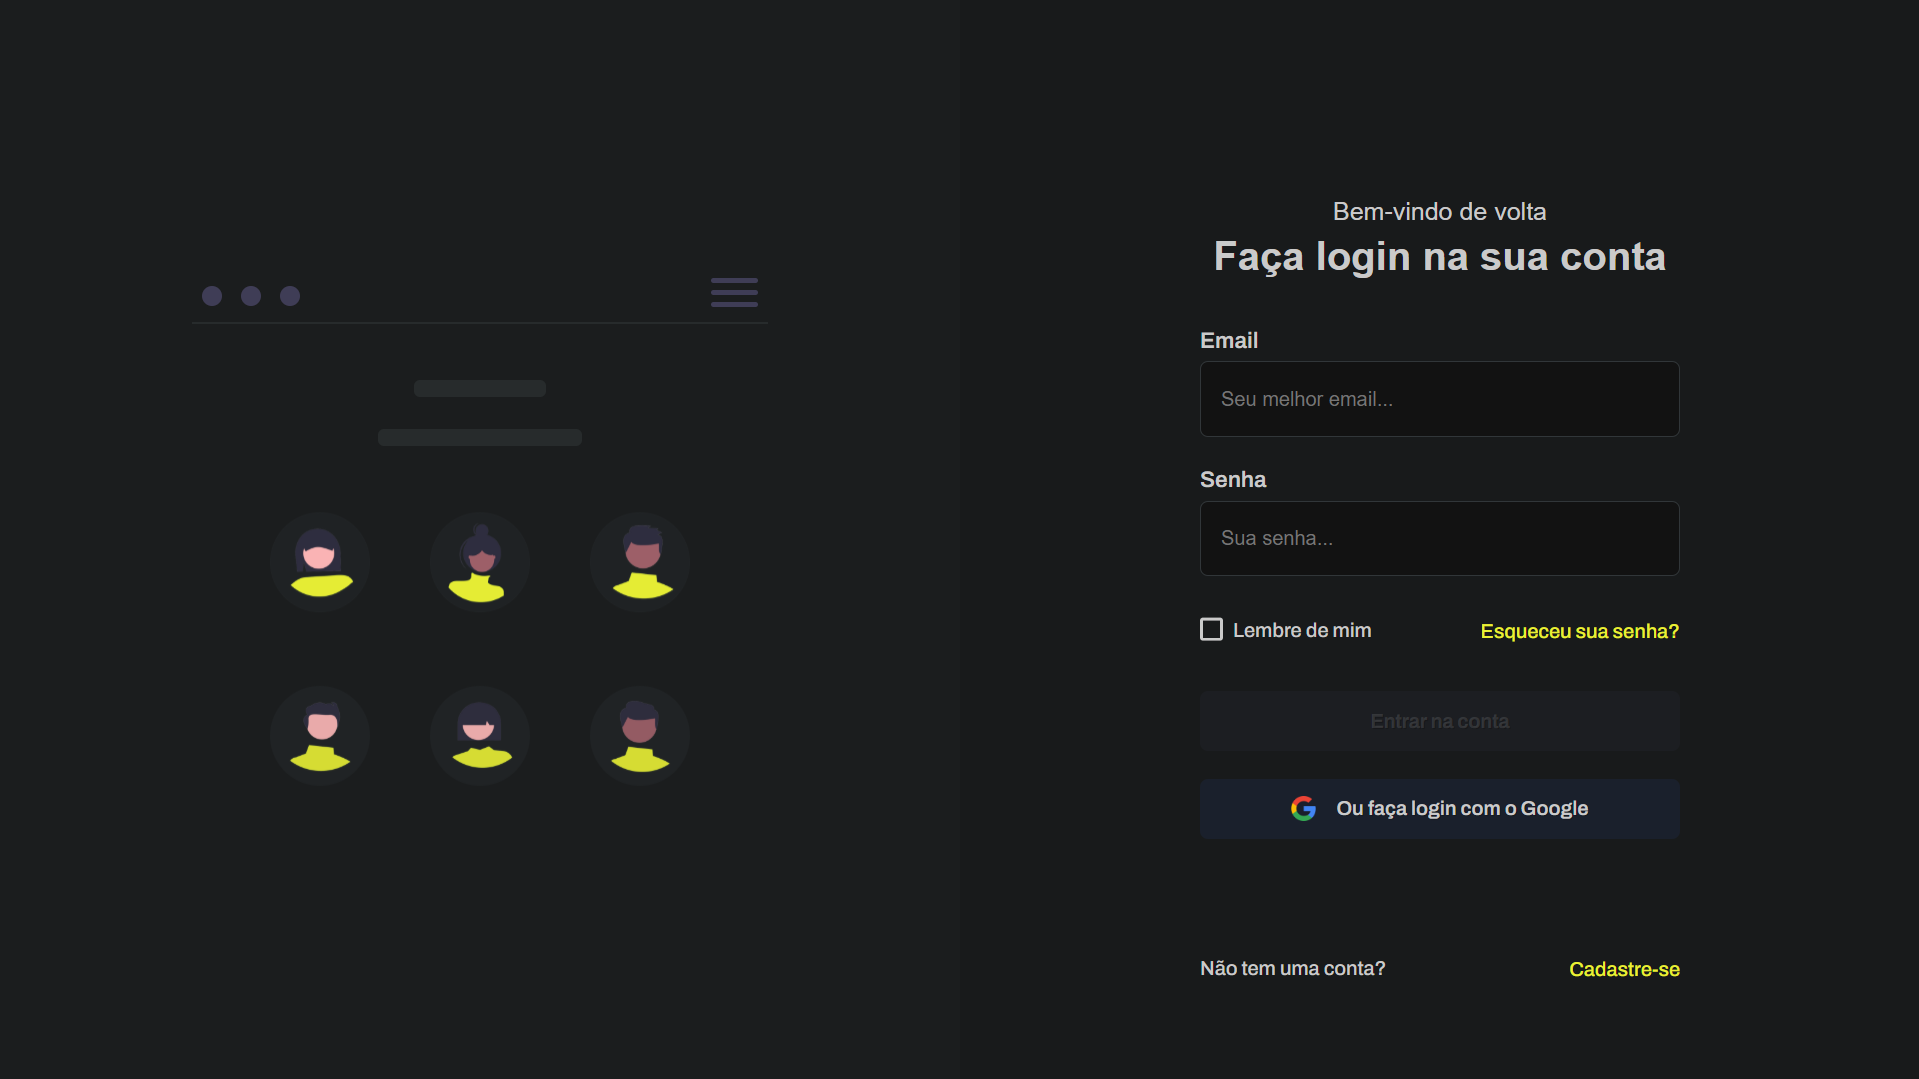 Bem-vindo de volta
Faça login na sua conta
Email
Seu melhor email...
Senha
Sua senha...
Lembre de mim
Esqueceu sua senha?
Entrar na conta
Ou faça login com o Google
Não tem uma conta?
Cadastre-se